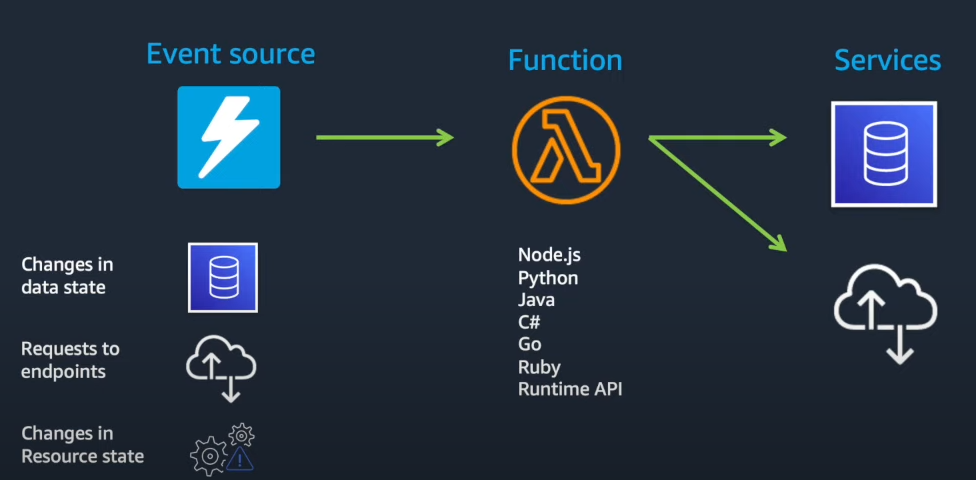 Event source
Function
Services
Changes in
data state
Requests to
endpoints
Changes in
Resource state
Node.js
Python
Java
C#
Go
Ruby
Runtime API